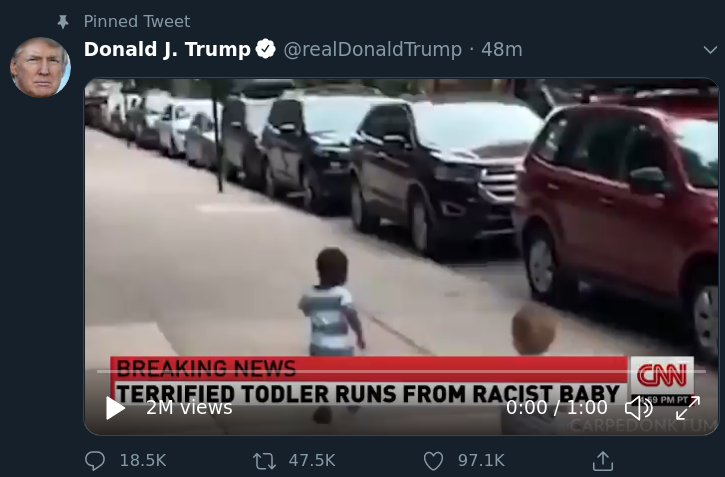 Pinned Tweet
Donald J. Trump @realDonaldTrump · 48m
BREAKING NEWS
TERRIFIED TODLER RUNS FROM RACIST BABY
CNN
:59 PM PT
2M views
0:00 / 1:00
CARPEDONKTUM
18.5K 47.5K 97.1K